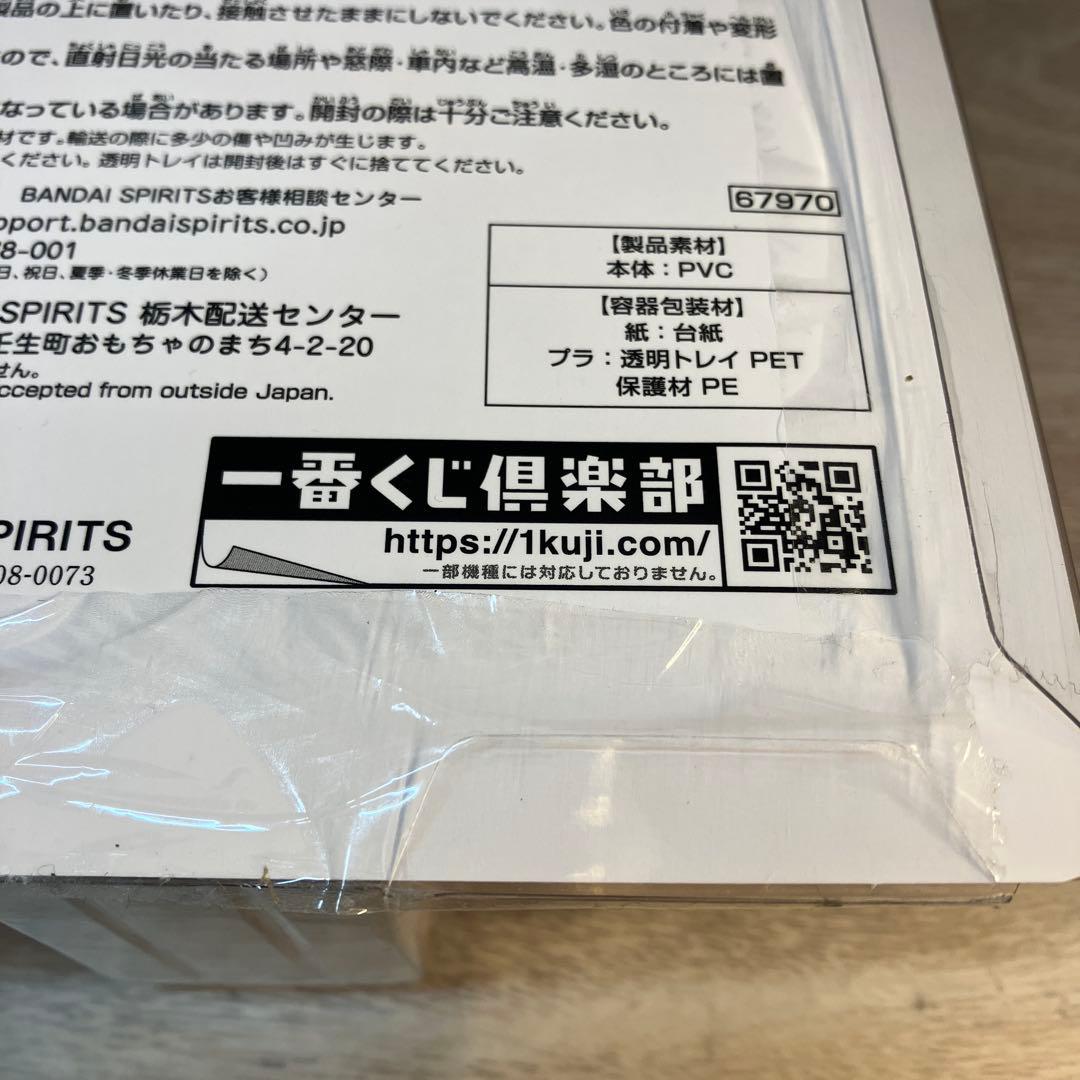 製品の上に置いたり、接触させたままにしないでください。色の付着や変形
ので、直射日光の当たる場所や窓際・車内など高温・多湿のところには置
なっている場合があります。開封の際は十分ご注意ください。
材です。輸送の際に多少の傷や凹みが生じます。
ください。透明トレイは開封後はすぐに捨ててください。
BANDAI SPIRITSお客様相談センター
67970
pport.bandaispirits.co.jp
8-001
日、祝日、夏季・冬季休業日を除く)
SPIRITS 栃木配送センター
壬生町おもちゃのまち4-2-20
せん。
accepted from outside Japan.
【製品素材】
本体：PVC
【容器包装材】
紙：台紙
プラ：透明トレイ PET
保護材 PE
一番くじ倶楽部
https://1kuji.com/
一部機種には対応しておりません。
SPIRITS
08-0073